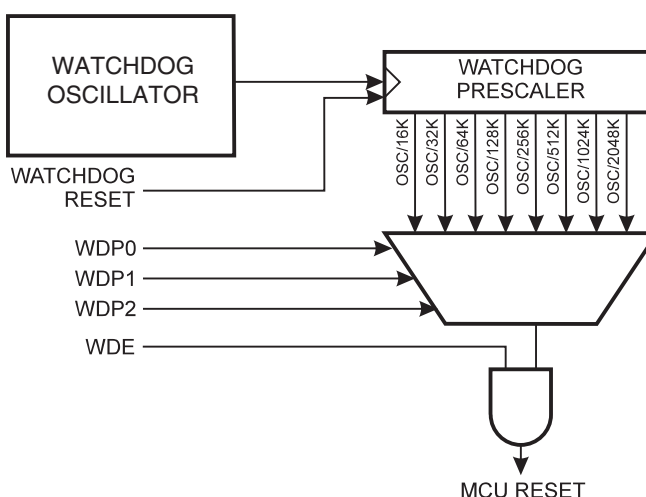 WATCHDOG
OSCILLATOR
WATCHDOG
PRESCALER
OSC/16K
OSC/32K
OSC/64K
OSC/128K
OSC/256K
OSC/512K
OSC/1024K
OSC/2048K
WATCHDOG
RESET
WDP0
WDP1
WDP2
WDE
MCU RESET